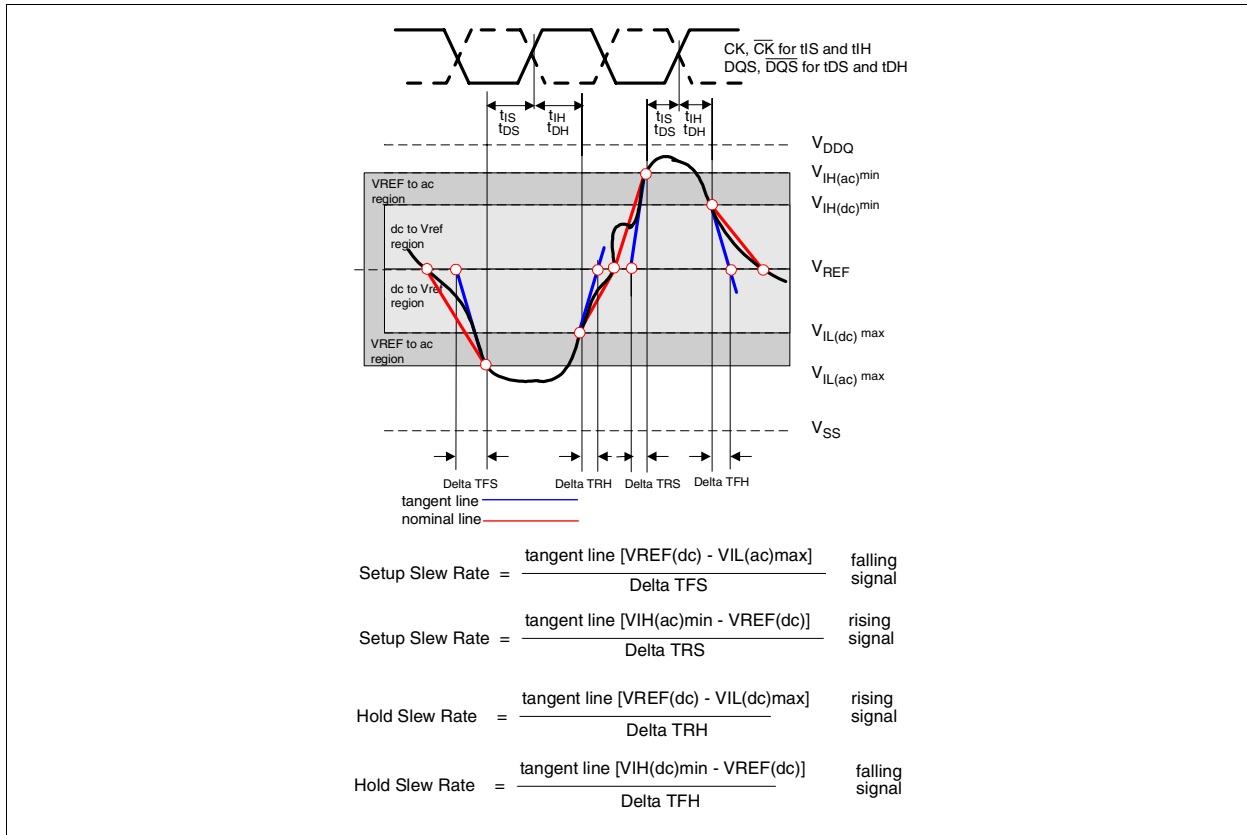 CK, CK for tIS and tIH
DQS, DQS for tDS and tDH
tIS
tDS
tIH
tDH
tIS
tDS
tIH
tDH
VDDQ
VREF to ac
region
VIH(ac)min
VIH(dc)min
dc to Vref
region
VREF
dc to Vref
region
VIL(dc) max
VREF to ac
region
VIL(ac) max
VSS
Delta TFS
Delta TRH
Delta TRS
Delta TFH
tangent line
nominal line
Setup Slew Rate = tangent line [VREF(dc) - VIL(ac)max]
Delta TFS
falling
signal
Setup Slew Rate = tangent line [VIH(ac)min - VREF(dc)]
Delta TRS
rising
signal
Hold Slew Rate = tangent line [VREF(dc) - VIL(dc)max]
Delta TRH
rising
signal
Hold Slew Rate = tangent line [VIH(dc)min - VREF(dc)]
Delta TFH
falling
signal